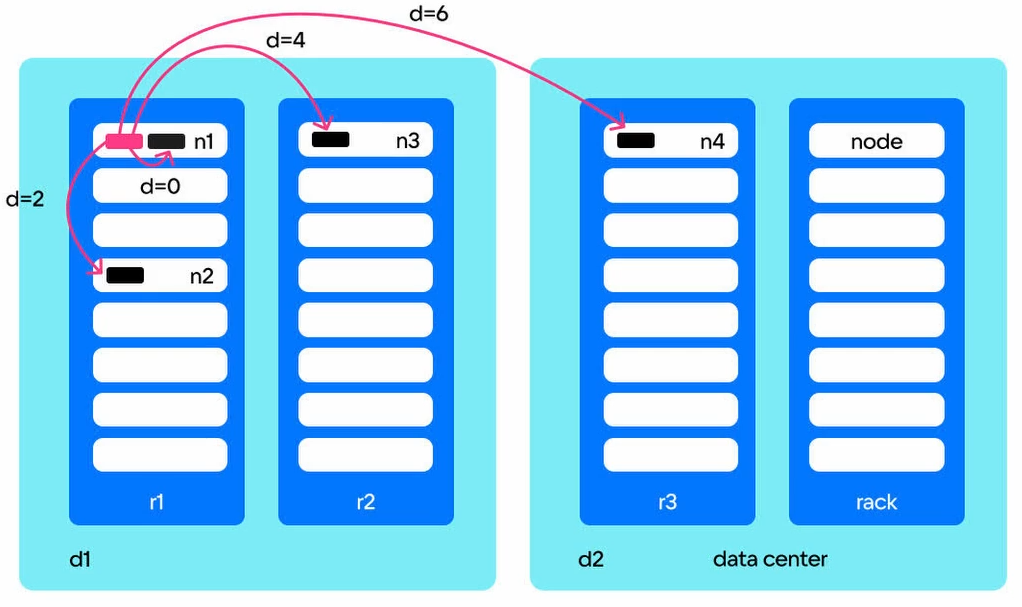 d=6
d=4
n1
n3
n4
node
d=0
d=2
n2
r1
r2
r3
rack
d1
d2
data center